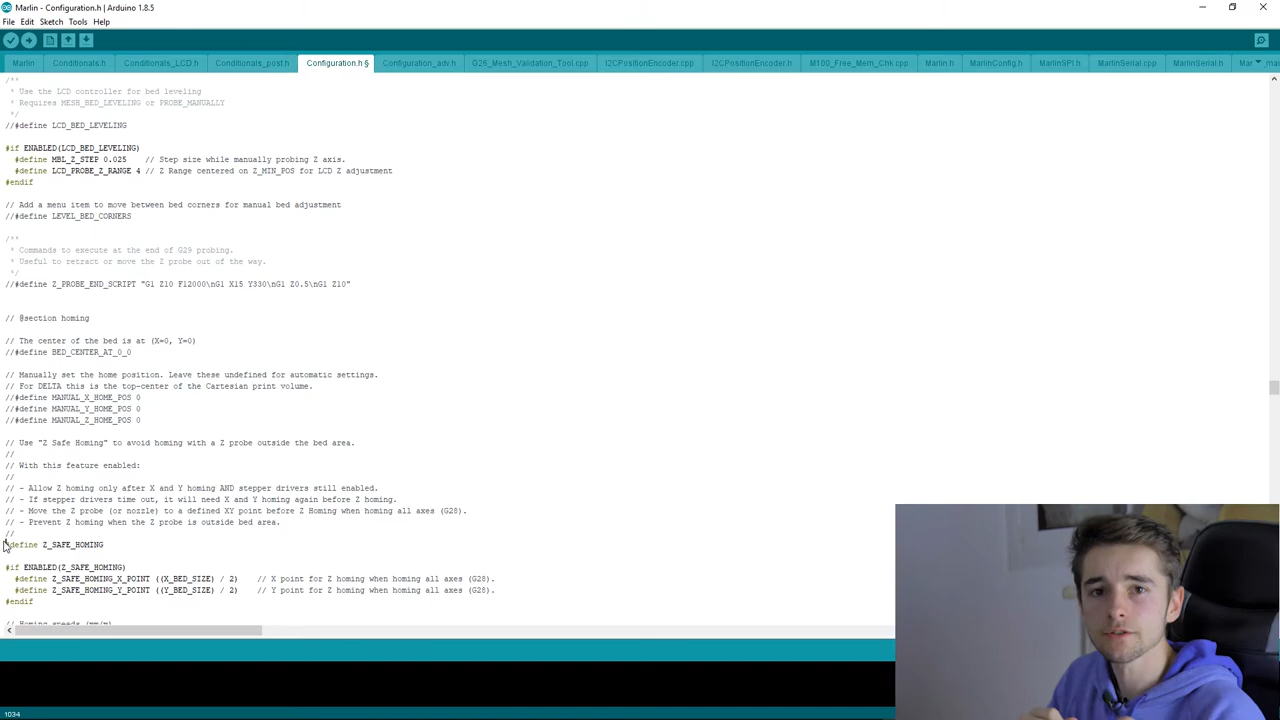 Marlin - Configuration.h | Arduino 1.8.5
File Edit Sketch Tools Help
Marlin Conditionals.h Conditionals_LCD.h Conditionals_post.h Configuration.h § Configuration_adv.h G26_Mesh_Validation_Tool.cpp I2CPositionEncoder.cpp I2CPositionEncoder.h M100_Free_Mem_Chk.cpp Marlin.h MarlinConfig.h MarlinSPI.h MarlinSerial.cpp MarlinSerial.h
/**
* Use the LCD controller for bed leveling
* Requires MESH_BED_LEVELING or PROBE_MANUALLY
*/
//#define LCD_BED_LEVELING
#if ENABLED(LCD_BED_LEVELING)
#define MBL_Z_STEP 0.025 // Step size while manually probing Z axis.
#define LCD_PROBE_Z_RANGE 4 // Z Range centered on Z_MIN_POS for LCD Z adjustment
#endif
// Add a menu item to move between bed corners for manual bed adjustment
//#define LEVEL_BED_CORNERS
/**
* Commands to execute at the end of G29 probing.
* Useful to retract or move the Z probe out of the way.
*/
//#define Z_PROBE_END_SCRIPT "G1 Z10 F12000\nG1 X15 Y330\nG1 Z0.5\nG1 Z10"
// @section homing
// The center of the bed is at (X=0, Y=0)
//#define BED_CENTER_AT_0_0
// Manually set the home position. Leave these undefined for automatic settings.
// For DELTA this is the top-center of the Cartesian print volume.
//#define MANUAL_X_HOME_POS 0
//#define MANUAL_Y_HOME_POS 0
//#define MANUAL_Z_HOME_POS 0
// Use "Z Safe Homing" to avoid homing with a Z probe outside the bed area.
//
// With this feature enabled:
//
// - Allow Z homing only after X and Y homing AND stepper drivers still enabled.
// - If stepper drivers time out, it will need X and Y homing again before Z homing.
// - Move the Z probe (or nozzle) to a defined XY point before Z Homing when homing all axes (G28).
// - Prevent Z homing when the Z probe is outside bed area.
//
#define Z_SAFE_HOMING
#if ENABLED(Z_SAFE_HOMING)
#define Z_SAFE_HOMING_X_POINT ((X_BED_SIZE) / 2) // X point for Z homing when homing all axes (G28).
#define Z_SAFE_HOMING_Y_POINT ((Y_BED_SIZE) / 2) // Y point for Z homing when homing all axes (G28).
#endif
// Homing speeds (mm/m)
1034